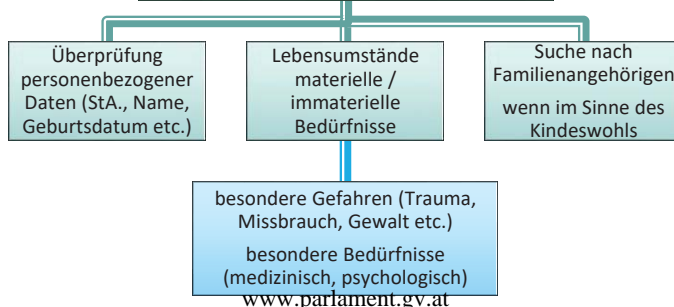 Überprüfung
personenbezogener
Daten (StA., Name,
Geburtsdatum etc.)
Lebensumstände
materielle /
immaterielle
Bedürfnisse
Suche nach
Familienangehörigen
wenn im Sinne des
Kindeswohls
besondere Gefahren (Trauma,
Missbrauch, Gewalt etc.)
besondere Bedürfnisse
(medizinisch, psychologisch)
www.parlament.gv.at